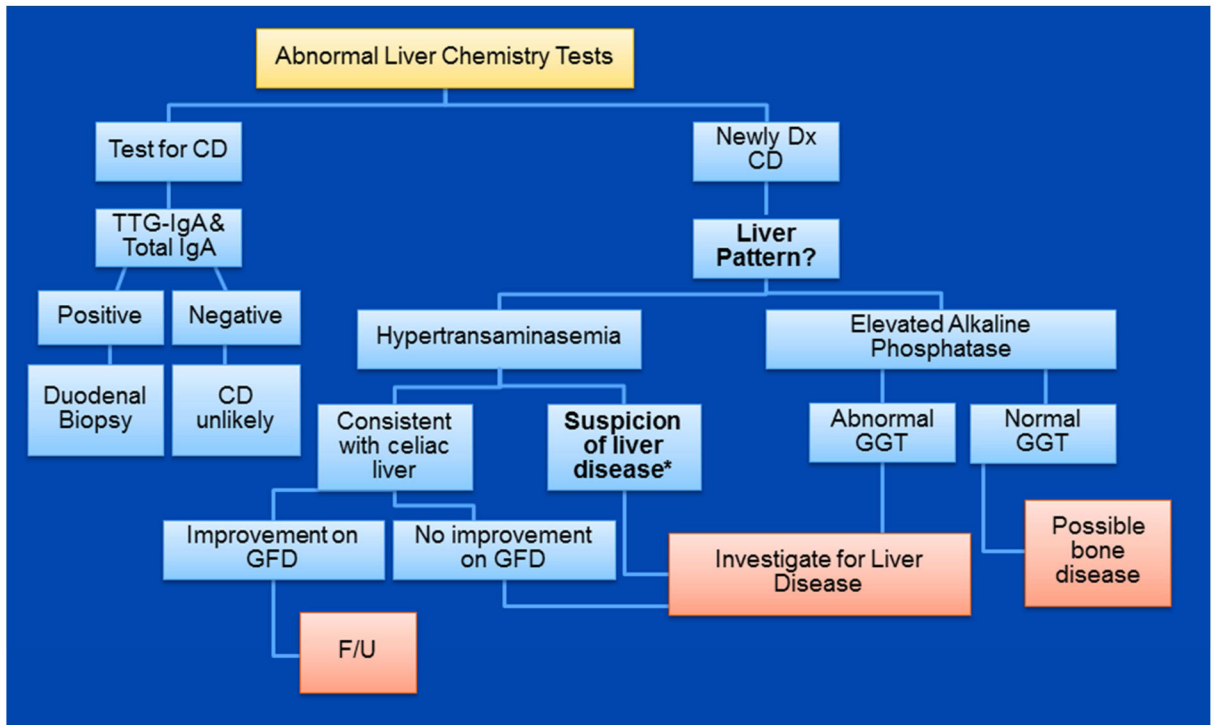 Abnormal Liver Chemistry Tests
Test for CD
Newly Dx
CD
TTG-IgA&
Total IgA
Liver
Pattern?
Positive
Negative
Hypertransaminasemia
Elevated Alkaline
Phosphatase
Duodenal
Biopsy
CD
unlikely
Consistent
with celiac
liver
Suspicion
of liver
disease*
Abnormal
GGT
Normal
GGT
Improvement on
GFD
No improvement
on GFD
Investigate for Liver
Disease
Possible
bone
disease
F/U